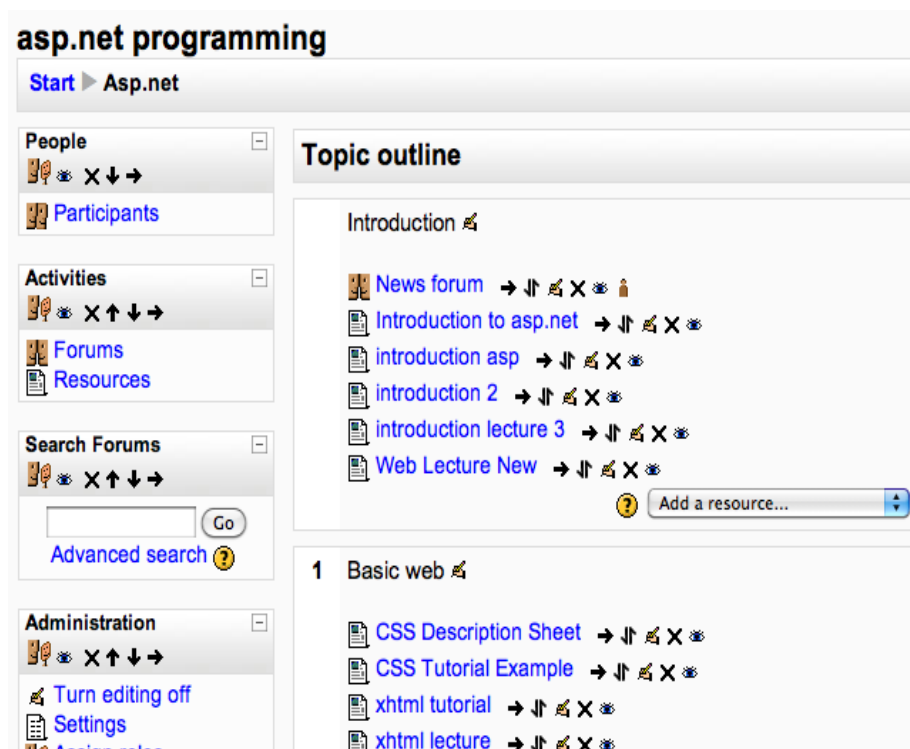 asp.net programming
Start Asp.net
People
Participants
Activities
Forums
Resources
Search Forums
Go
Advanced search ?
Administration
Turn editing off
Settings
Assign roles
Topic outline
Introduction
News forum
Introduction to asp.net
introduction asp
introduction 2
introduction lecture 3
Web Lecture New
? Add a resource...
1 Basic web
CSS Description Sheet
CSS Tutorial Example
xhtml tutorial
xhtml lecture